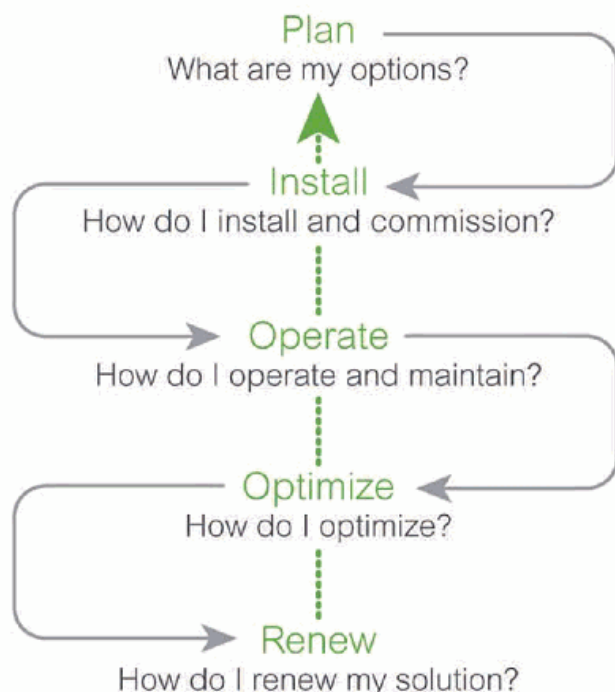 Plan
What are my options?
Install
How do I install and commission?
Operate
How do I operate and maintain?
Optimize
How do I optimize?
Renew
How do I renew my solution?